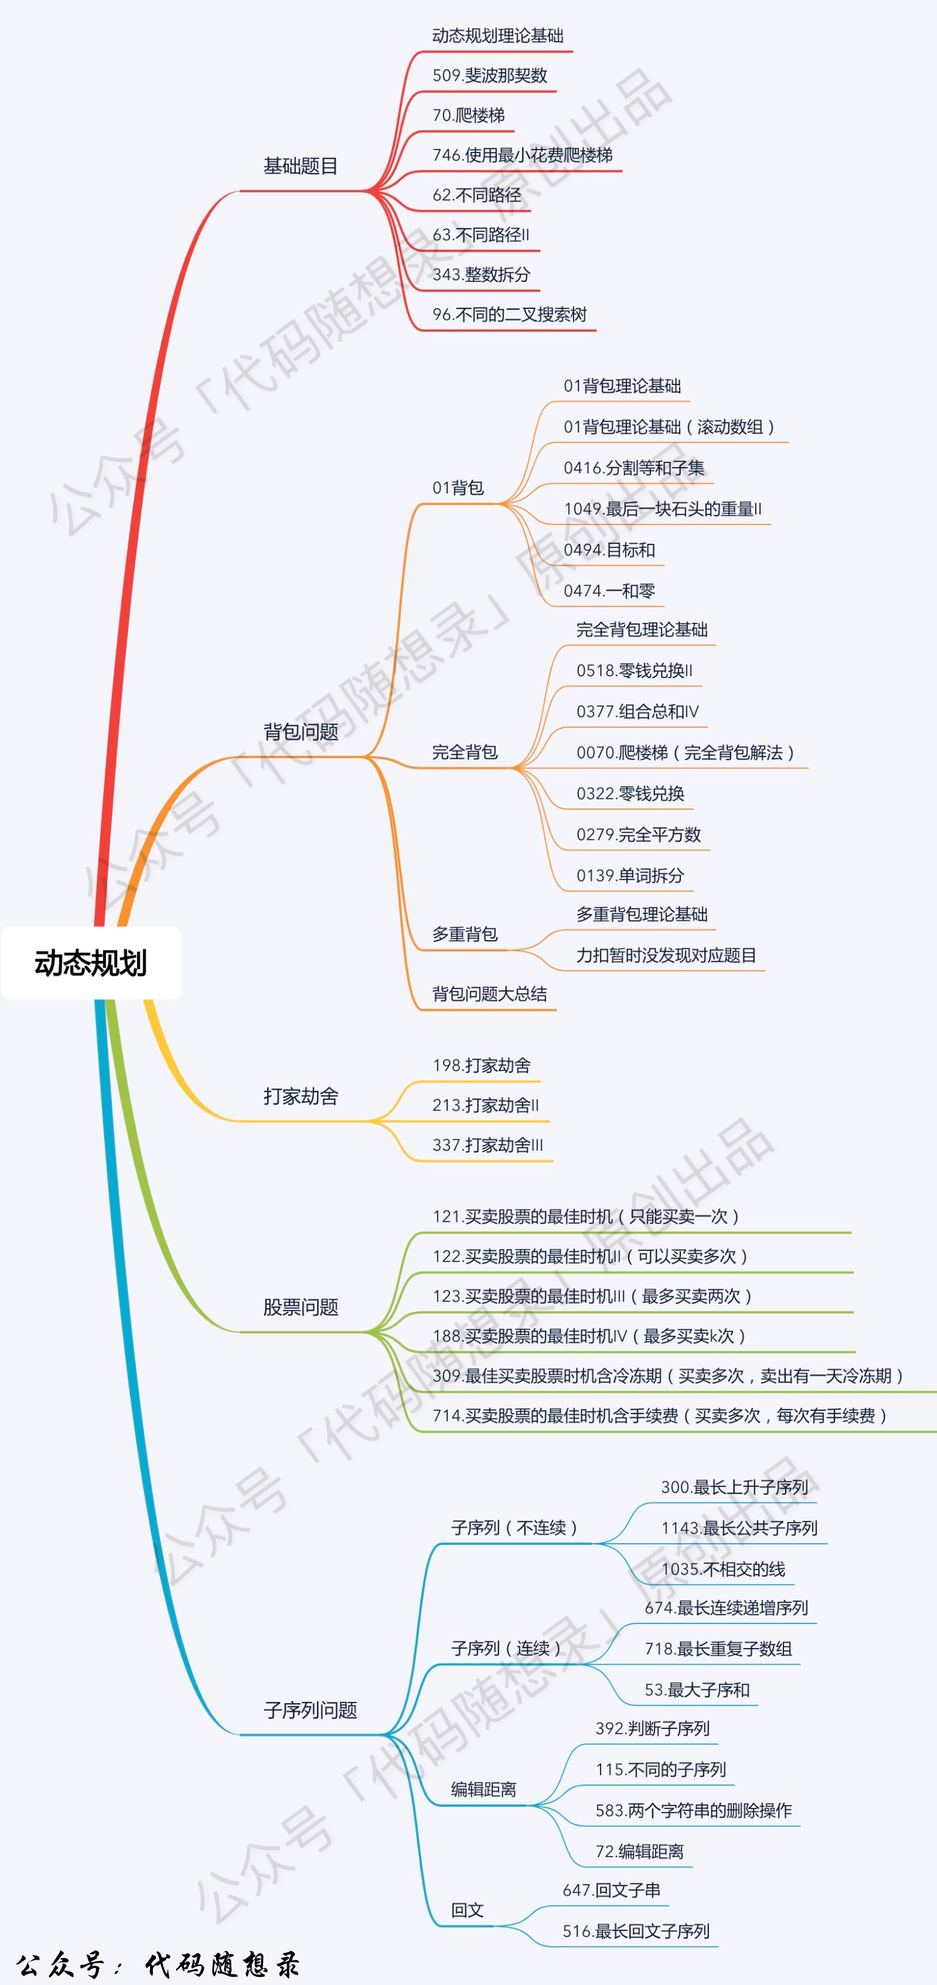 动态规划
基础题目
动态规划理论基础
509.斐波那契数
70.爬楼梯
746.使用最小花费爬楼梯
62.不同路径
63.不同路径II
343.整数拆分
96.不同的二叉搜索树
背包问题
01背包
01背包理论基础
01背包理论基础（滚动数组）
0416.分割等和子集
1049.最后一块石头的重量II
0494.目标和
0474.一和零
完全背包
完全背包理论基础
0518.零钱兑换II
0377.组合总和IV
0070.爬楼梯（完全背包解法）
0322.零钱兑换
0279.完全平方数
0139.单词拆分
多重背包
多重背包理论基础
力扣暂时没发现对应题目
背包问题大总结
打家劫舍
198.打家劫舍
213.打家劫舍II
337.打家劫舍III
股票问题
121.买卖股票的最佳时机（只能买卖一次）
122.买卖股票的最佳时机II（可以买卖多次）
123.买卖股票的最佳时机III（最多买卖两次）
188.买卖股票的最佳时机IV（最多买卖k次）
309.最佳买卖股票时机含冷冻期（买卖多次，卖出有一天冷冻期）
714.买卖股票的最佳时机含手续费（买卖多次，每次有手续费）
子序列问题
子序列（不连续）
300.最长上升子序列
1143.最长公共子序列
1035.不相交的线
子序列（连续）
674.最长连续递增序列
718.最长重复子数组
53.最大子序和
编辑距离
392.判断子序列
115.不同的子序列
583.两个字符串的删除操作
72.编辑距离
回文
647.回文子串
516.最长回文子序列
公众号：代码随想录
公众号「代码随想录」原创出品
公众号「代码随想录」原创出品
公众号「代码随想录」原创出品
公众号「代码随想录」原创出品